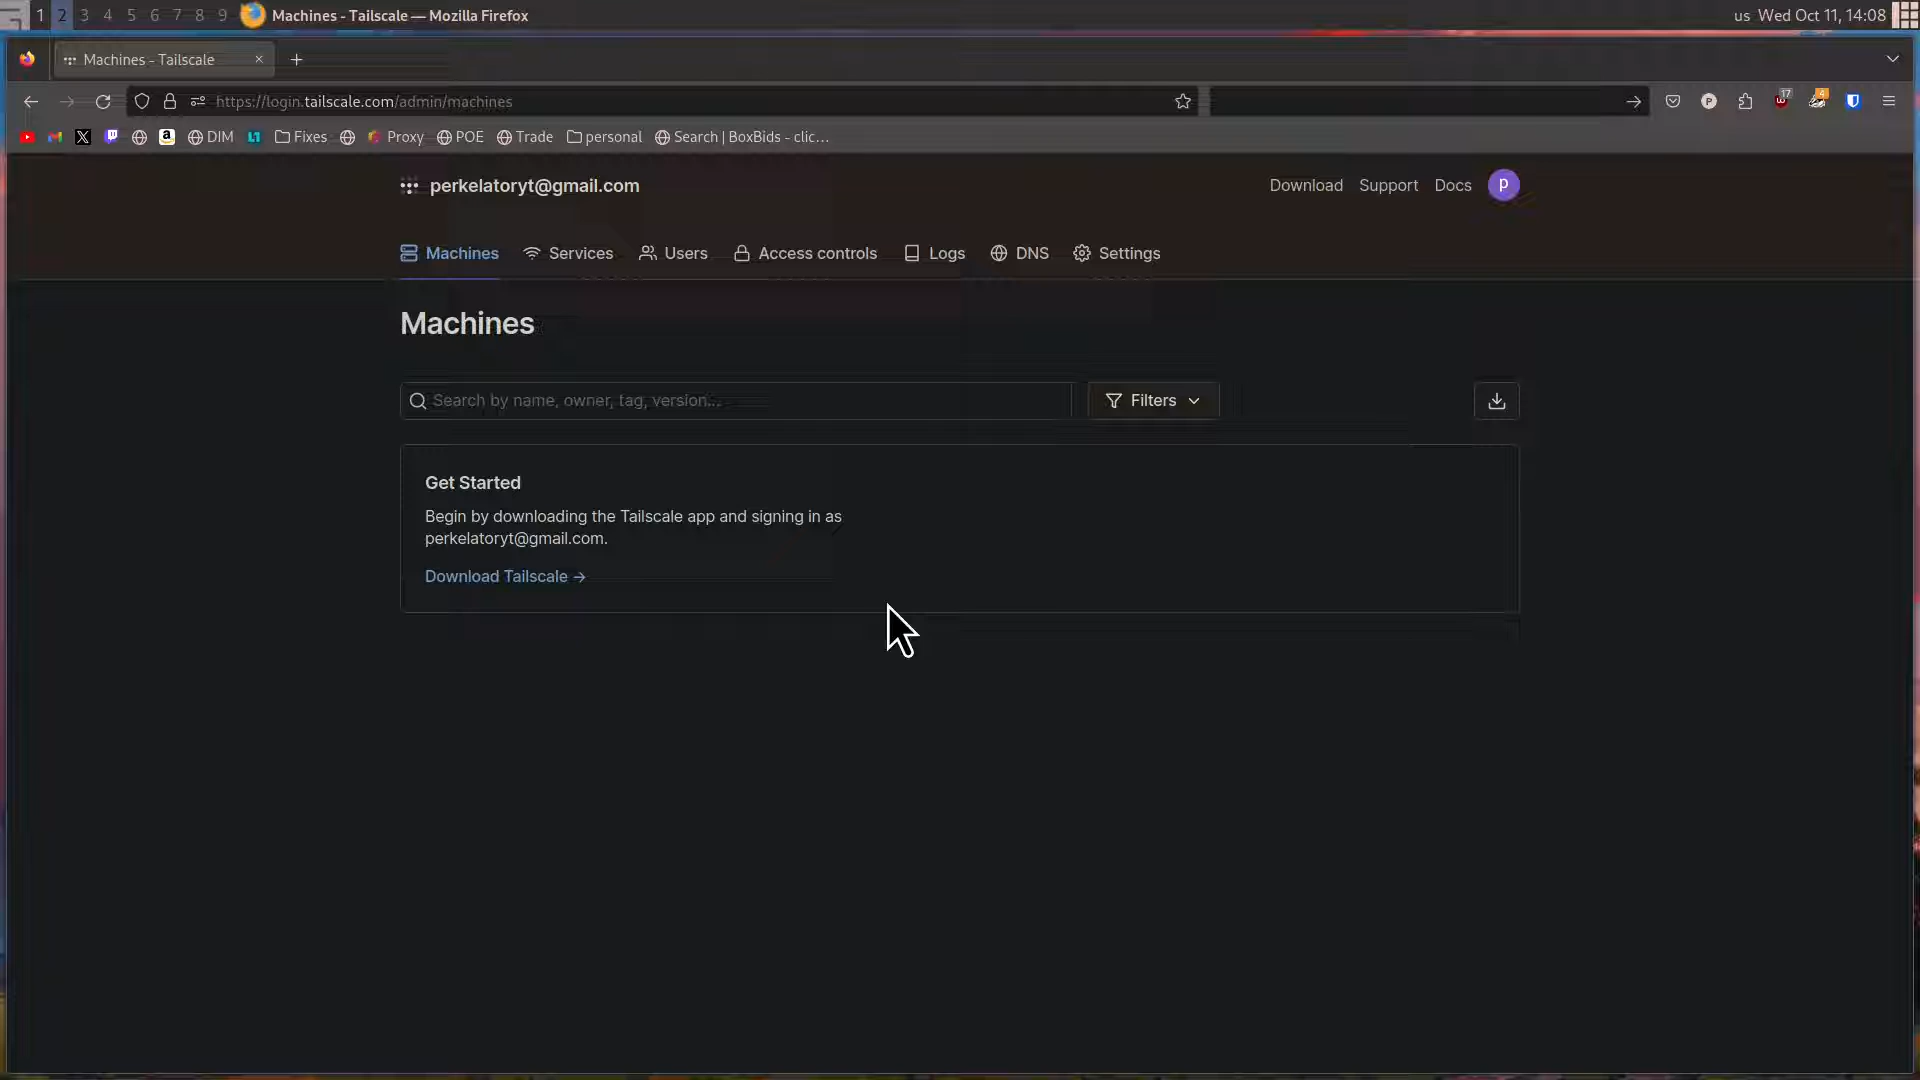 1 2 3 4 5 6 7 8 9 Machines - Tailscale — Mozilla Firefox us Wed Oct 11, 14:08
Machines - Tailscale
https://login.tailscale.com/admin/machines P 17 4
DIM Fixes Proxy POE Trade personal Search | BoxBids - clic...
perkelatoryt@gmail.com Download Support Docs P
Machines Services Users Access controls Logs DNS Settings
Machines
Search by name, owner, tag, version... Filters
Get Started
Begin by downloading the Tailscale app and signing in as
perkelatoryt@gmail.com.
Download Tailscale →